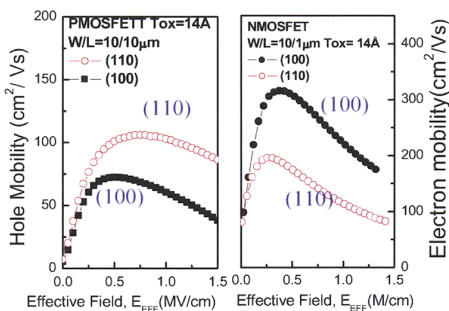 PMOSFETT Tox=14A
W/L=10/10μm
(110)
(100)
(110)
(100)
200
150
100
50
0
0.0 0.5 1.0 1.5
Hole Mobility (cm²/ Vs)
Effective Field, E_EFF (MV/cm)
NMOSFET
W/L=10/1μm Tox= 14Å
(100)
(110)
(100)
(110)
400
300
200
100
0
0.0 0.5 1.0 1.5
Electron mobility(cm²/ Vs)
Effective Field, E_EFF(M/cm)